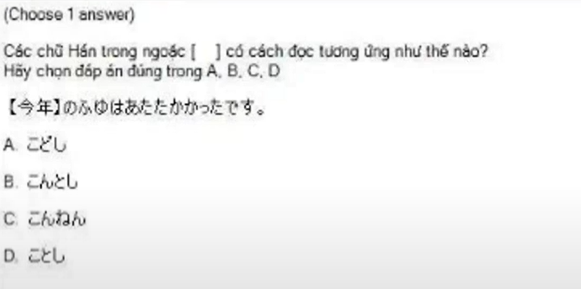 (Choose 1 answer)
Các chữ Hán trong ngoặc [ ] có cách đọc tương ứng như thế nào?
Hãy chọn đáp án đúng trong A, B, C, D
【今年】のふゆはあたたかかったです。
A. こどし
B. こんとし
C. こんねん
D. ことし